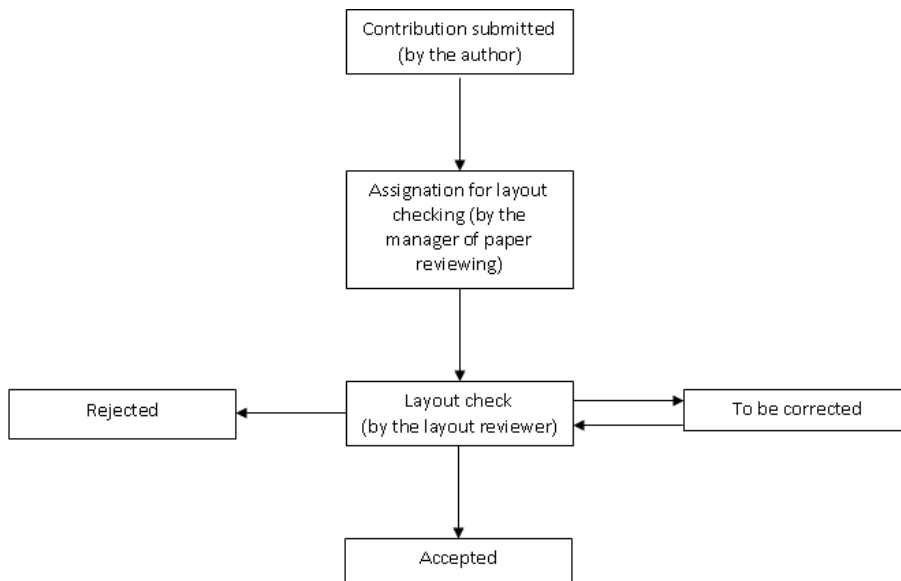 Contribution submitted
(by the author)
Assignation for layout
checking (by the
manager of paper
reviewing)
Rejected
Layout check
(by the layout reviewer)
To be corrected
Accepted